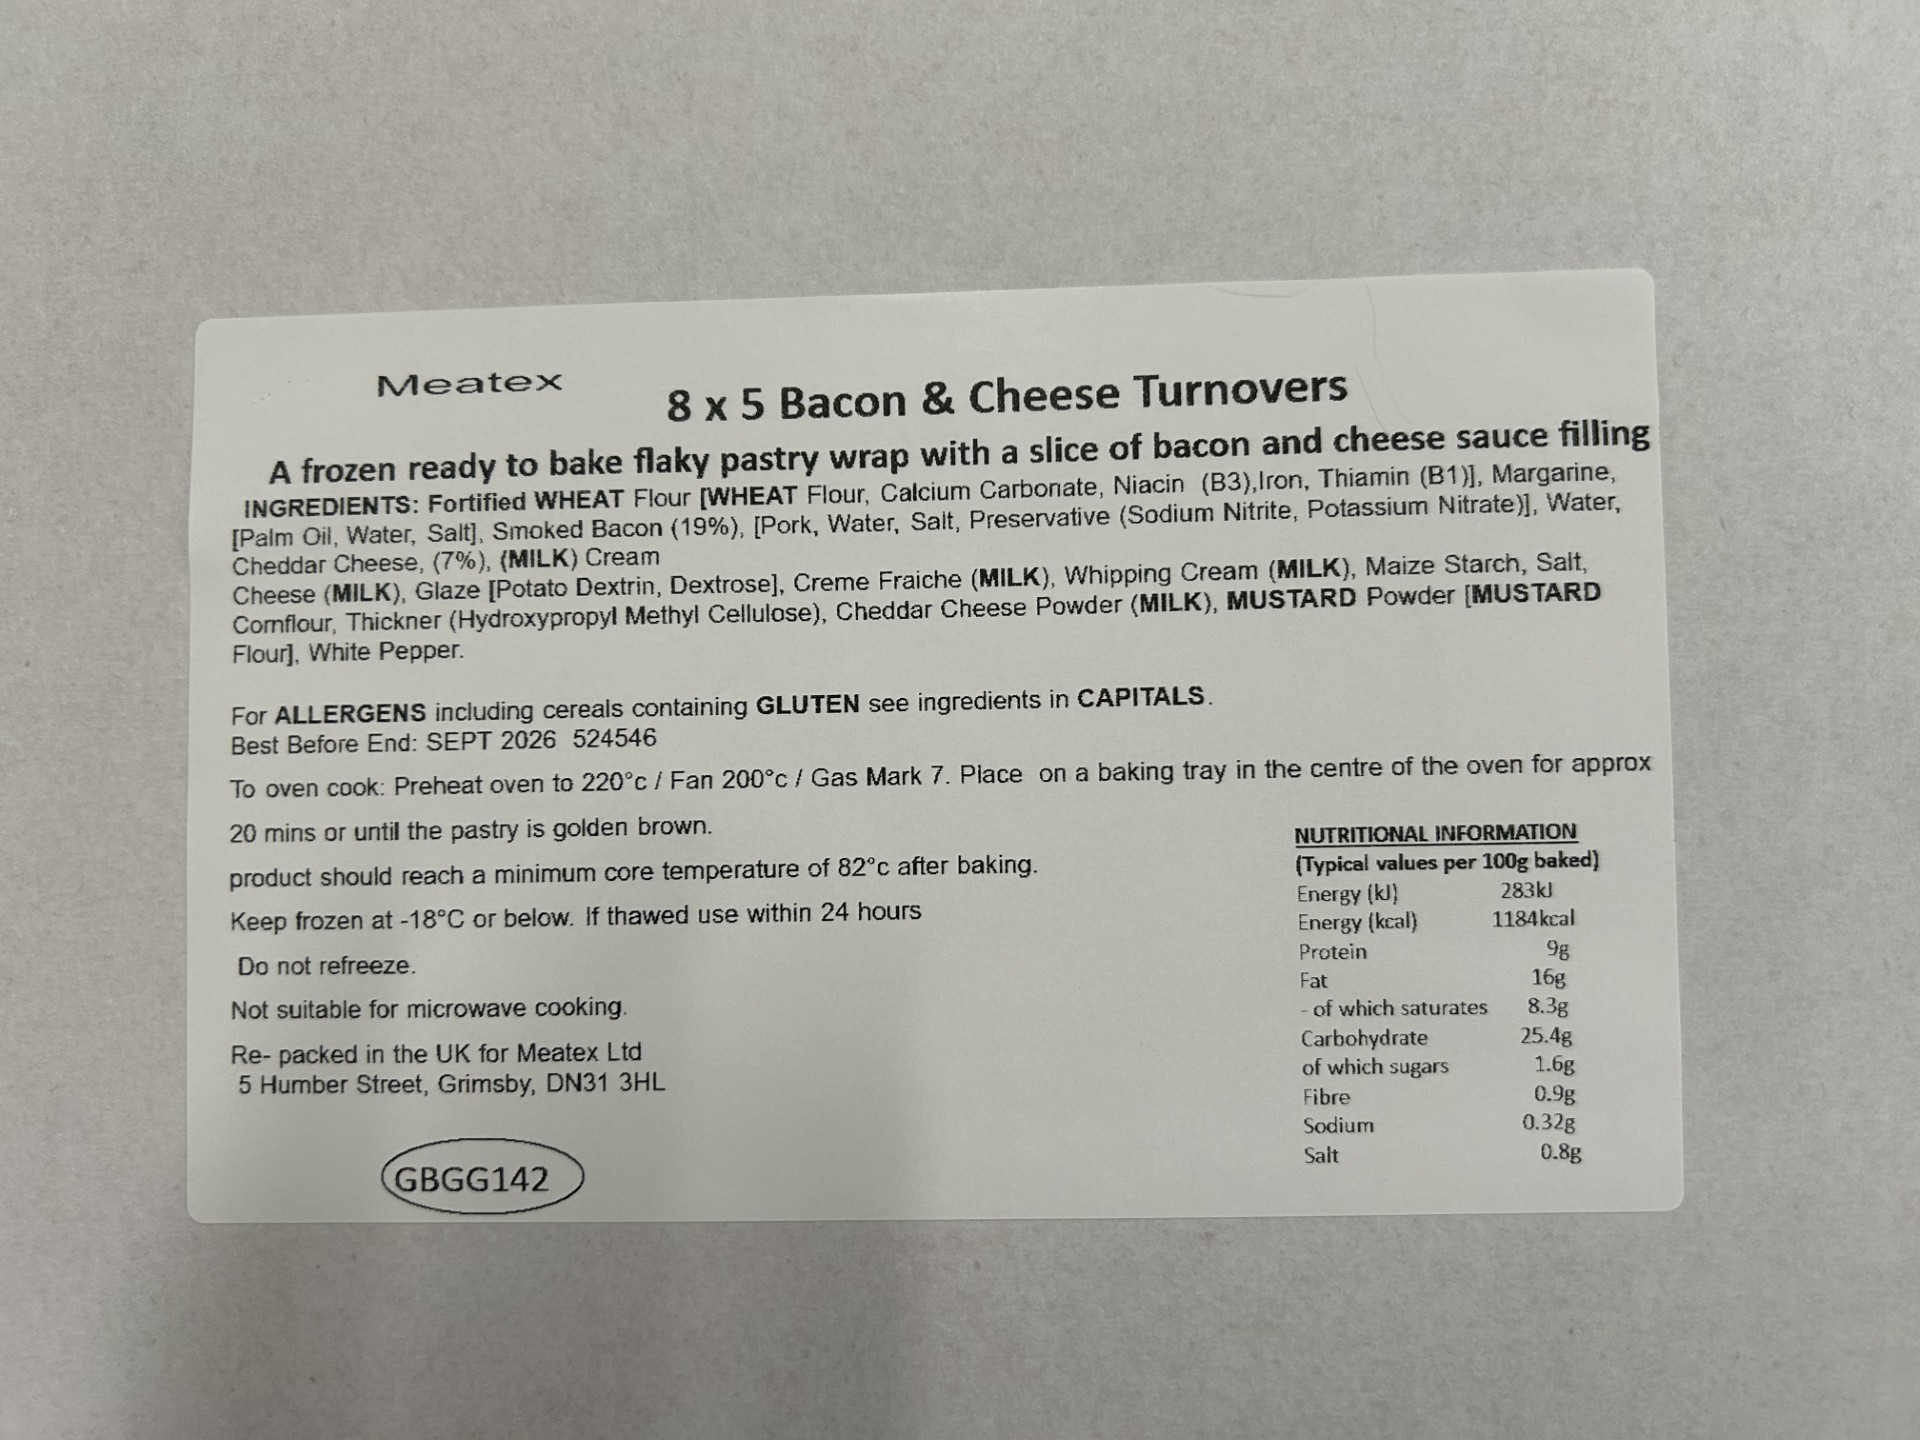 Meatex
8 x 5 Bacon & Cheese Turnovers
A frozen ready to bake flaky pastry wrap with a slice of bacon and cheese sauce filling
INGREDIENTS: Fortified WHEAT Flour [WHEAT Flour, Calcium Carbonate, Niacin (B3),Iron, Thiamin (B1)], Margarine,
[Palm Oil, Water, Salt], Smoked Bacon (19%), [Pork, Water, Salt, Preservative (Sodium Nitrite, Potassium Nitrate)], Water,
Cheddar Cheese, (7%), (MILK) Cream
Cheese (MILK), Glaze [Potato Dextrin, Dextrose], Creme Fraiche (MILK), Whipping Cream (MILK), Maize Starch, Salt,
Cornflour, Thickner (Hydroxypropyl Methyl Cellulose), Cheddar Cheese Powder (MILK), MUSTARD Powder [MUSTARD
Flour], White Pepper.
For ALLERGENS including cereals containing GLUTEN see ingredients in CAPITALS.
Best Before End: SEPT 2026 524546
To oven cook: Preheat oven to 220°c / Fan 200°c / Gas Mark 7. Place on a baking tray in the centre of the oven for approx
20 mins or until the pastry is golden brown.
product should reach a minimum core temperature of 82°c after baking.
Keep frozen at -18°C or below. If thawed use within 24 hours
Do not refreeze.
Not suitable for microwave cooking.
Re- packed in the UK for Meatex Ltd
5 Humber Street, Grimsby, DN31 3HL
GBGG142
NUTRITIONAL INFORMATION
(Typical values per 100g baked)
Energy (kJ) 283kJ
Energy (kcal) 1184kcal
Protein 9g
Fat 16g
- of which saturates 8.3g
Carbohydrate 25.4g
of which sugars 1.6g
Fibre 0.9g
Sodium 0.32g
Salt 0.8g